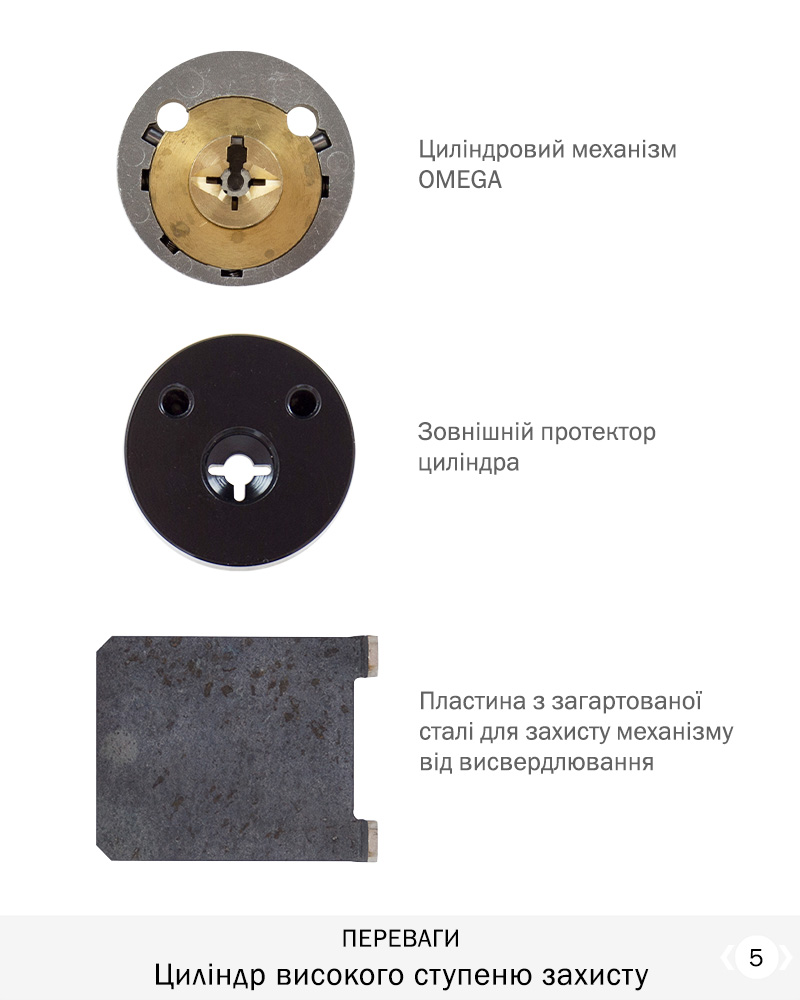 Циліндровий механізм
OMEGA
Зовнішній протектор
циліндра
Пластина з загартованої
сталі для захисту механізму
від висвердлювання
ПЕРЕВАГИ
Циліндр високого ступеню захисту
5